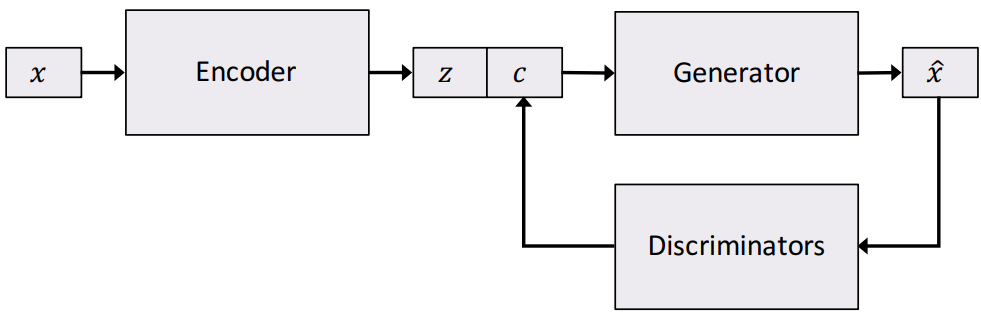 x
Encoder
z
c
Generator
x̂
Discriminators